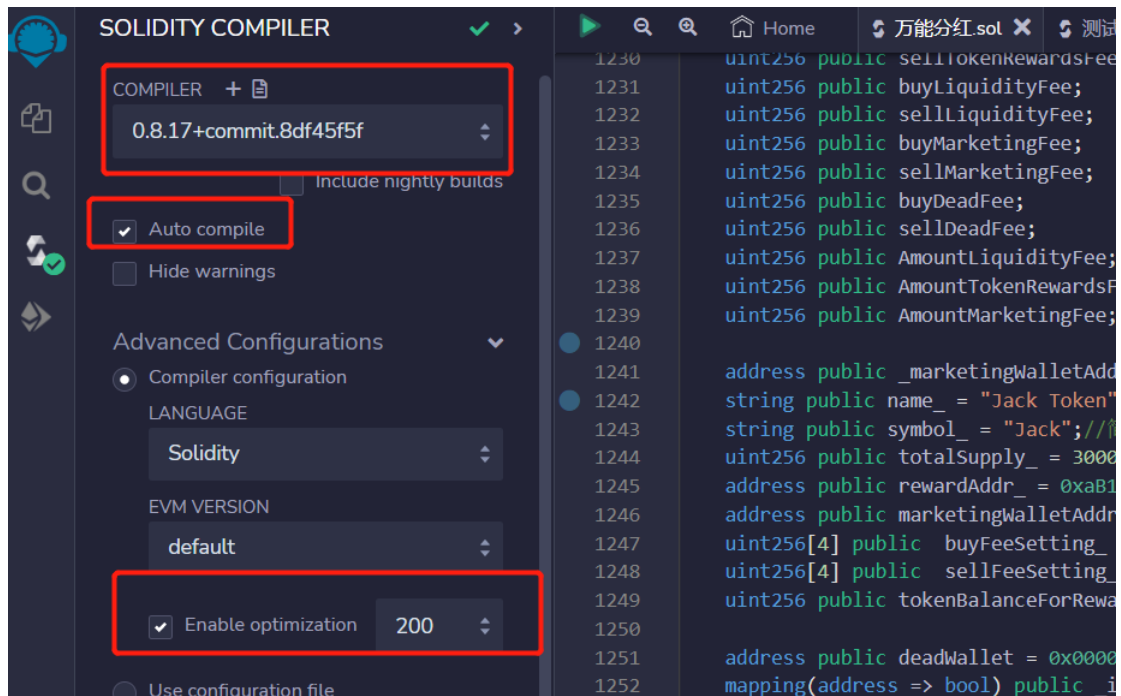 SOLIDITY COMPILER
COMPILER
0.8.17+commit.8df45f5f
Include nightly builds
Auto compile
Hide warnings
Advanced Configurations
Compiler configuration
LANGUAGE
Solidity
EVM VERSION
default
Enable optimization 200
Use configuration file
Home 万能分红.sol 测试
1230 uint256 public sellTokenRewardsFee
1231 uint256 public buyLiquidityFee;
1232 uint256 public sellLiquidityFee;
1233 uint256 public buyMarketingFee;
1234 uint256 public sellMarketingFee;
1235 uint256 public buyDeadFee;
1236 uint256 public sellDeadFee;
1237 uint256 public AmountLiquidityFee;
1238 uint256 public AmountTokenRewardsF
1239 uint256 public AmountMarketingFee;
1240
1241 address public _marketingWalletAdd
1242 string public name_ = "Jack Token"
1243 string public symbol_ = "Jack";//简
1244 uint256 public totalSupply_ = 3000
1245 address public rewardAddr_ = 0xaB1
1246 address public marketingWalletAddr
1247 uint256[4] public buyFeeSetting_
1248 uint256[4] public sellFeeSetting_
1249 uint256 public tokenBalanceForRewa
1250
1251 address public deadWallet = 0x0000
1252 mapping(address => bool) public _i